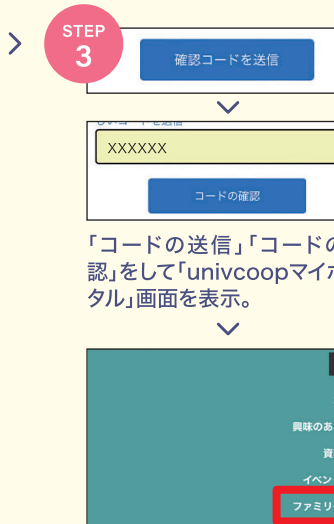 STEP
3
確認コードを送信
XXXXXX
コードの確認
「コードの送信」「コードの
認」をして「univcoopマイポ
タル」画面を表示。
興味のあ
資
イベン
ファミリ